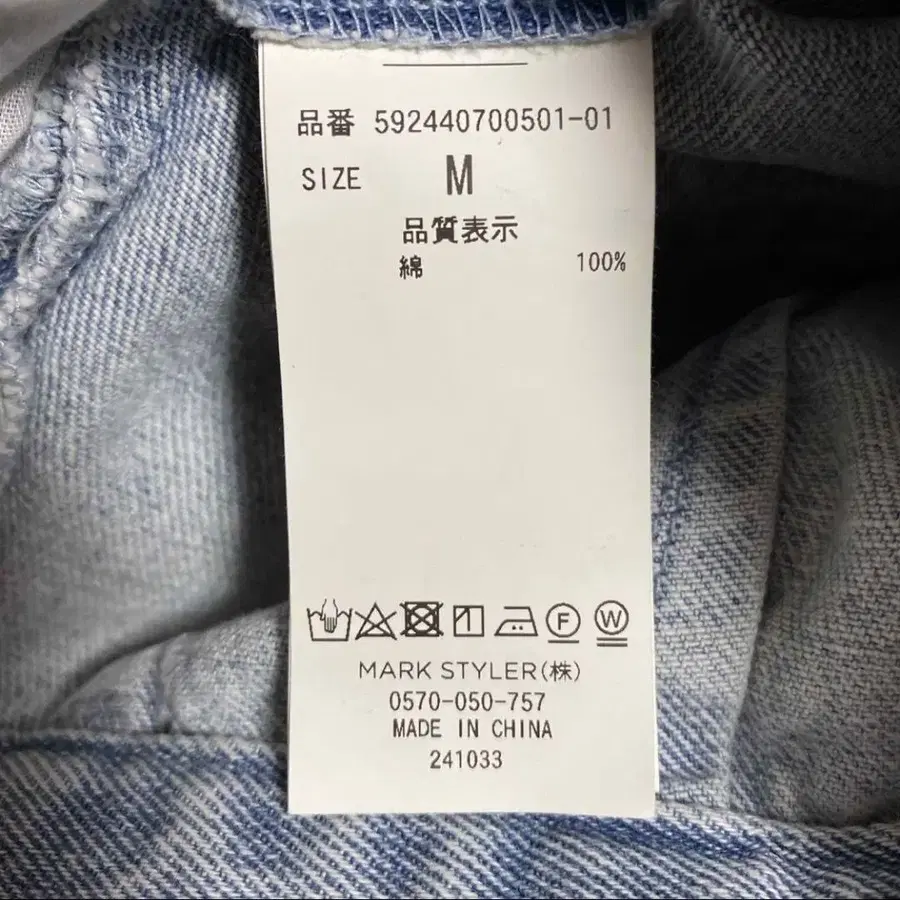 品番 592440700501-01
SIZE M
品質表示
綿 100%
F W
MARK STYLER(株)
0570-050-757
MADE IN CHINA
241033